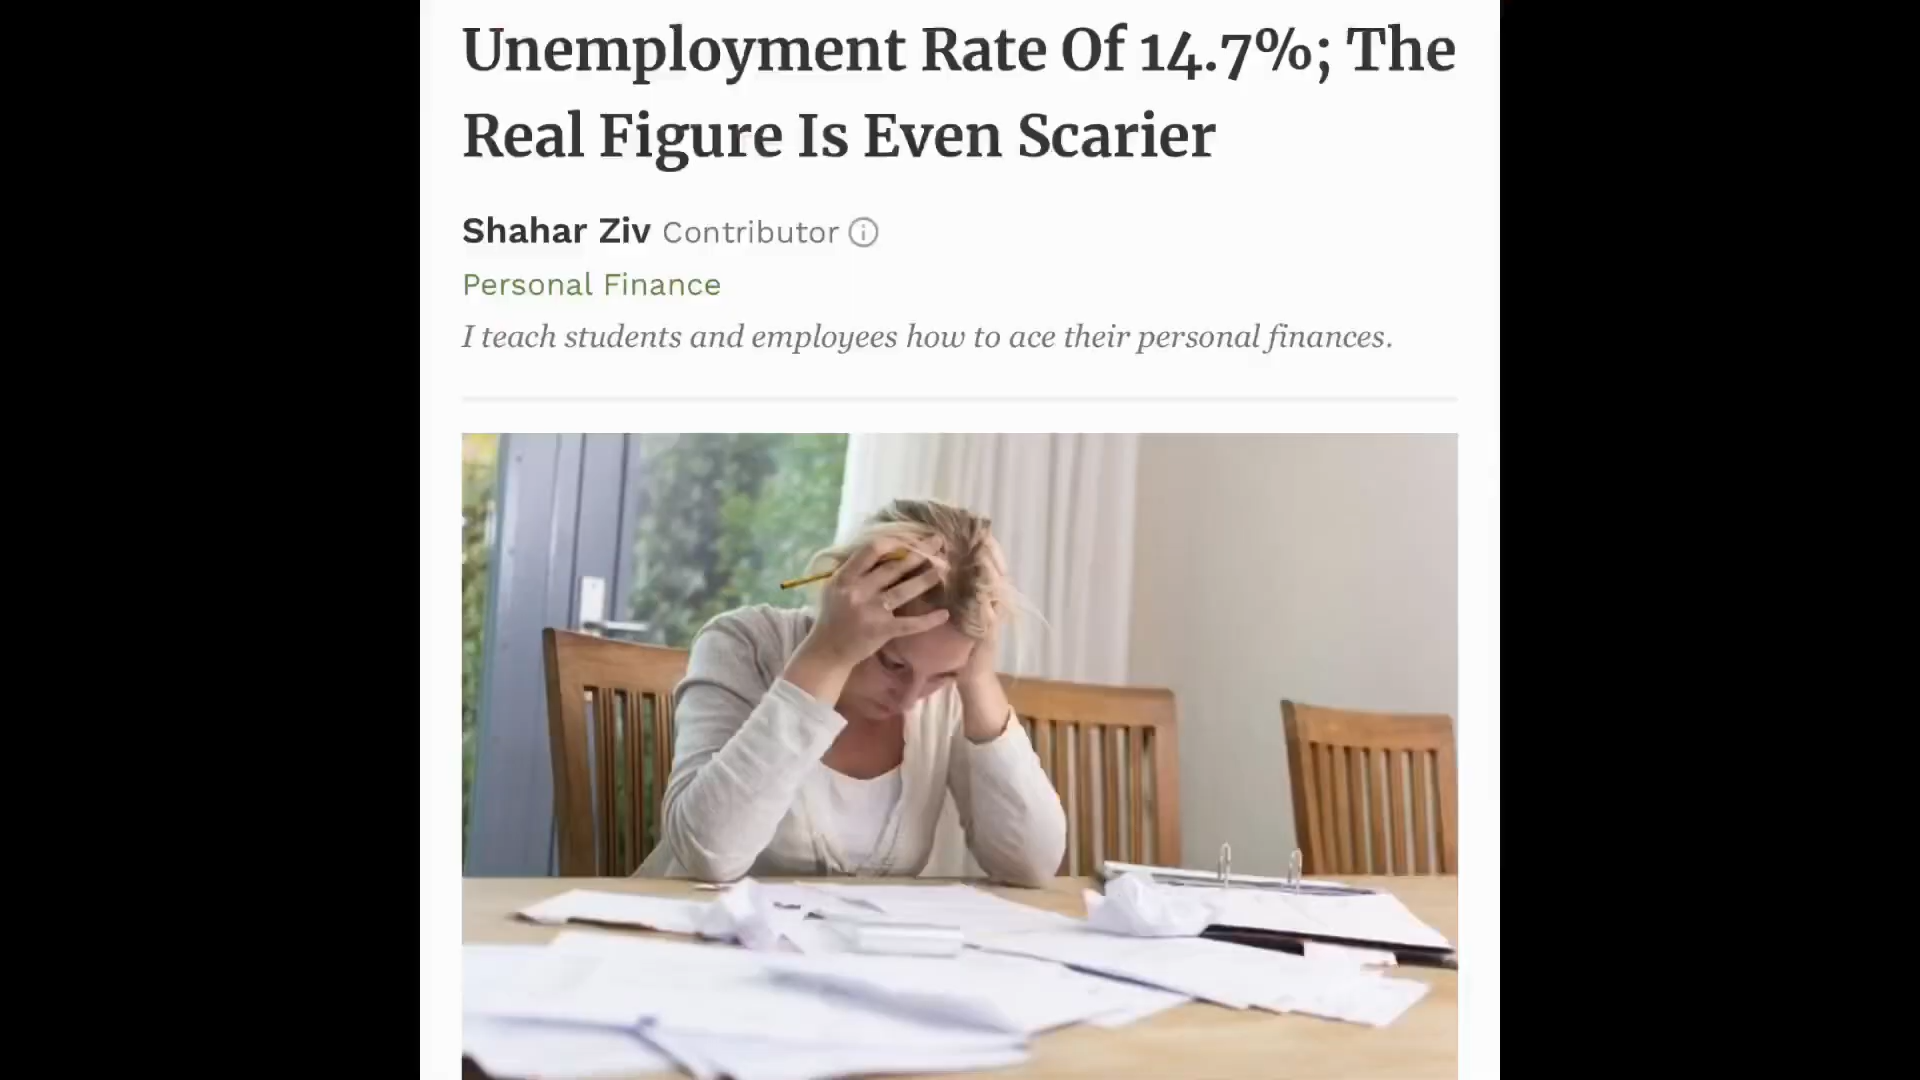 Unemployment Rate Of 14.7%; The
Real Figure Is Even Scarier
Shahar Ziv Contributor
Personal Finance
I teach students and employees how to ace their personal finances.